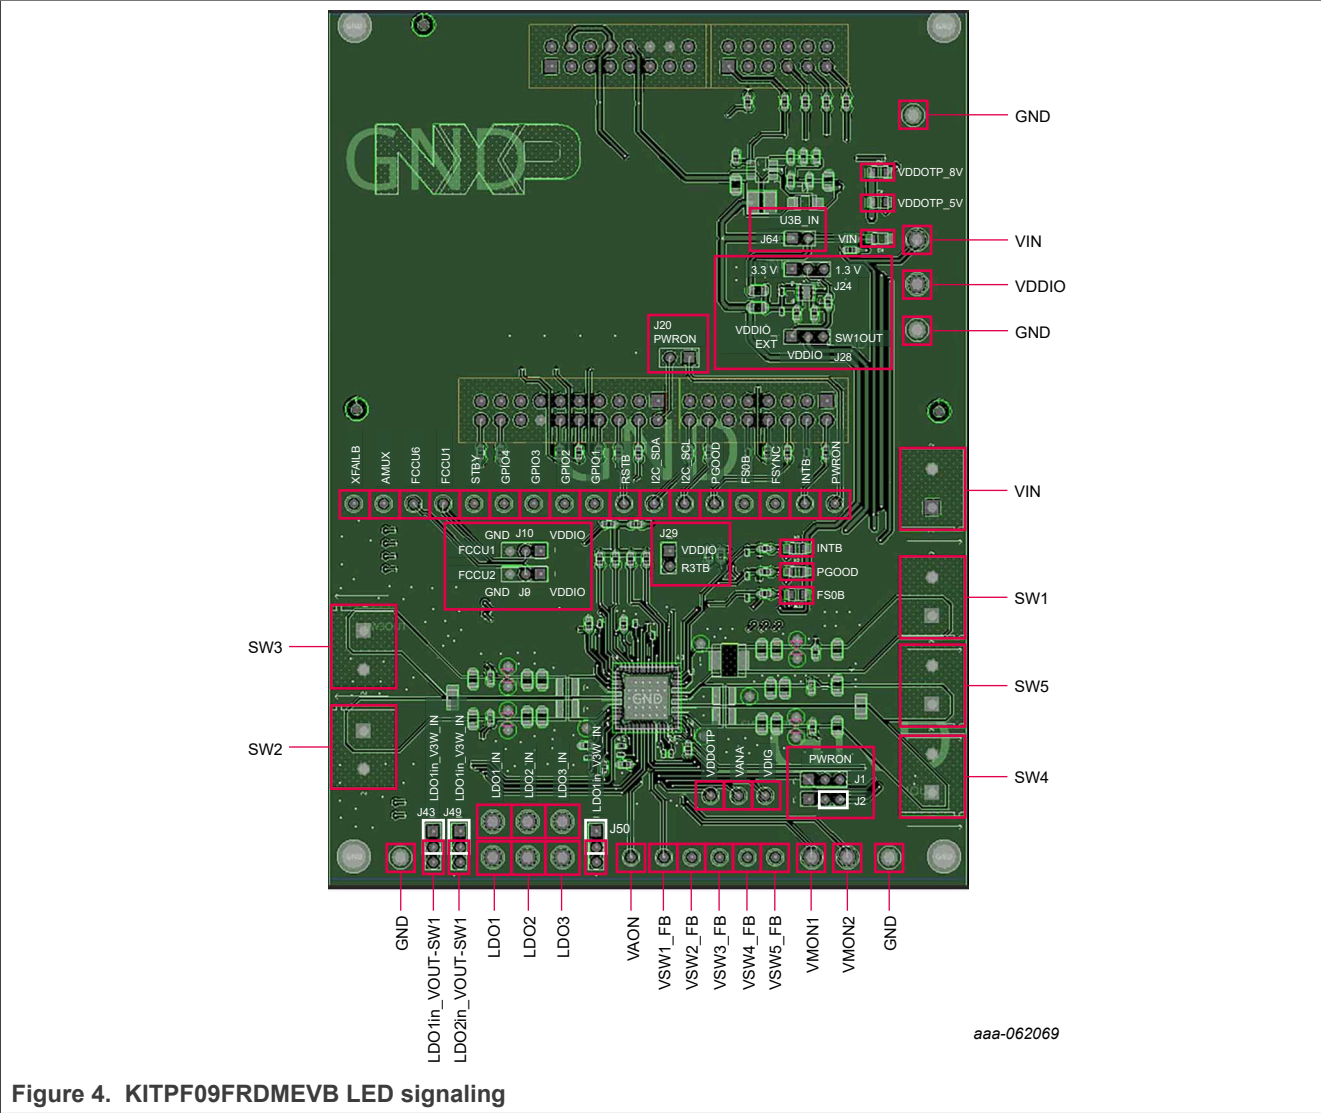 GND
NXP
GND
VDDOTP_8V
VDDOTP_5V
U3B_IN
J64
VIN
VIN
3.3 V
1.3 V
J24
VDDIO
GND
J20
PWRON
VDDIO_
EXT
SW1OUT
VDDIO
J28
XFAILB
AMUX
FCCU6
FCCU1
STBY
GPIO4
GPIO3
GPIO2
GPIO1
RSTB
I2C_SDA
I2C_SCL
PGOOD
FS0B
FSYNC
INTB
PWRON
VIN
GND J10 VDDIO
FCCU1
FCCU2
GND J9 VDDIO
J29
VDDIO
R3TB
INTB
PGOOD
FS0B
SW1
SW3
SW5
GND
SW2
SW4
LDO1in_V3W_IN
LDO1in_V3W_IN
LDO1_IN
LDO2_IN
LDO3_IN
LDO1in_V3W_IN
VDDOTP
VANA
VDIG
PWRON
J1
J2
J43
J49
J50
GND
LDO1in_VOUT-SW1
LDO2in_VOUT-SW1
LDO1
LDO2
LDO3
VAON
VSW1_FB
VSW2_FB
VSW3_FB
VSW4_FB
VSW5_FB
VMON1
VMON2
GND
aaa-062069
Figure 4. KITPF09FRDMEVB LED signaling